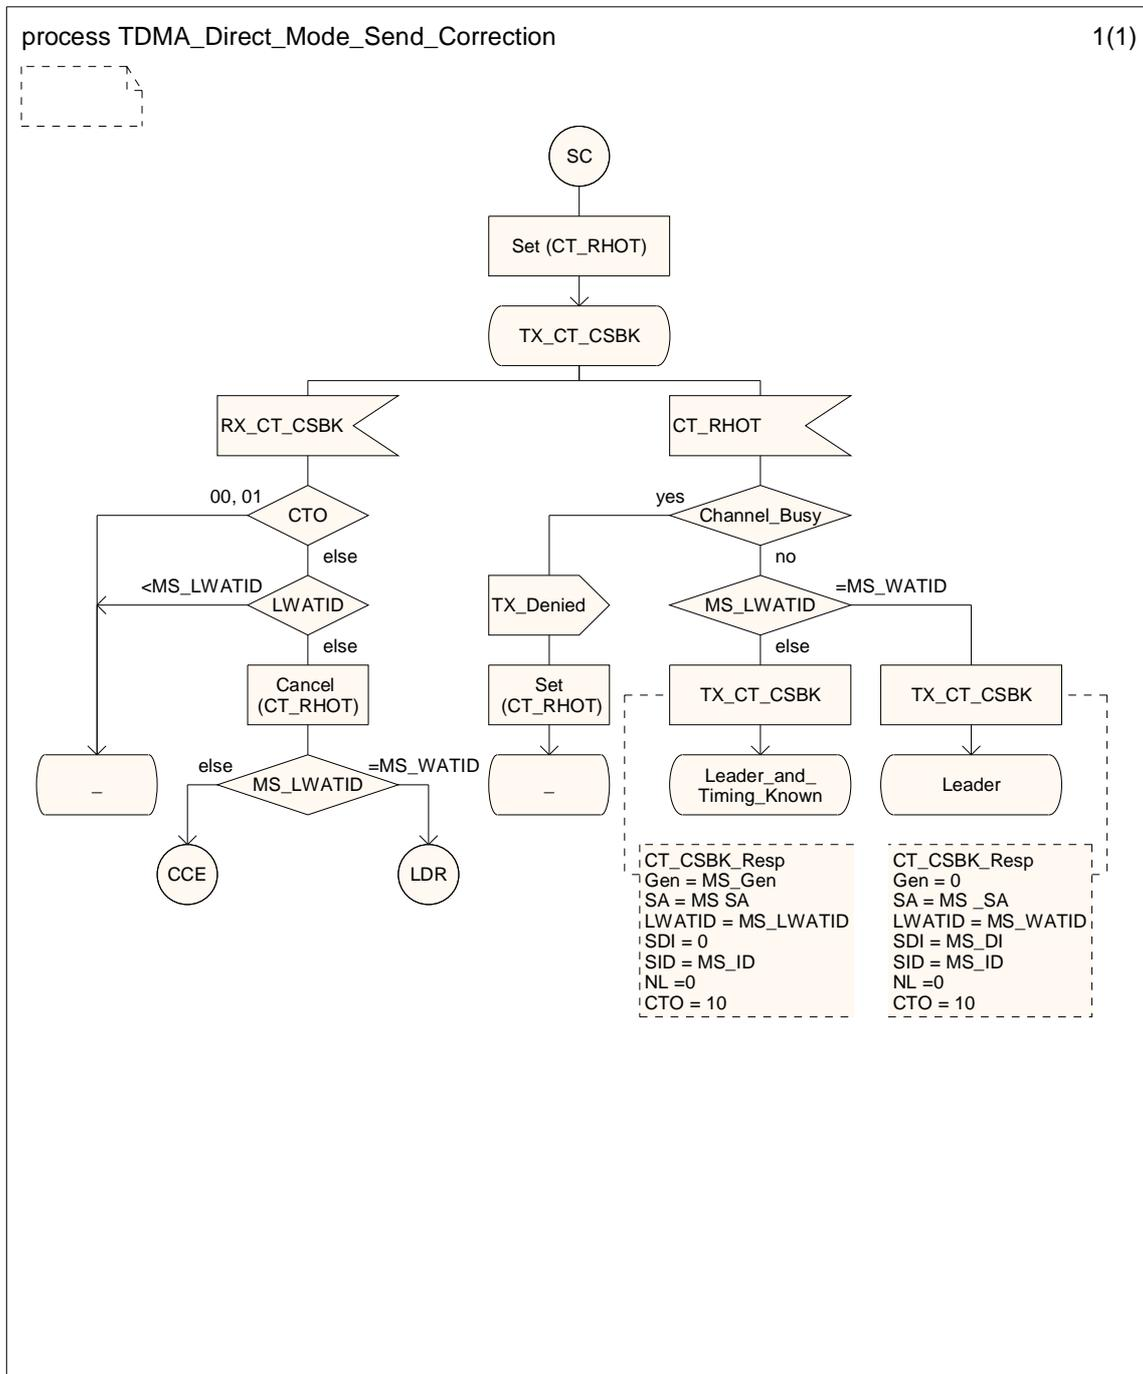 process TDMA_Direct_Mode_Send_Correction
1(1)
SC
Set (CT_RHOT)
TX_CT_CSBK
RX_CT_CSBK
CT_RHOT
00, 01
CTO
yes
Channel_Busy
else
no
<MS_LWATID
LWATID
TX_Denied
MS_LWATID
=MS_WATID
else
else
Cancel
(CT_RHOT)
Set
(CT_RHOT)
TX_CT_CSBK
TX_CT_CSBK
_
else
MS_LWATID
=MS_WATID
_
Leader_and_
Timing_Known
Leader
CCE
LDR
CT_CSBK_Resp
Gen = MS_Gen
SA = MS SA
LWATID = MS_LWATID
SDI = 0
SID = MS_ID
NL =0
CTO = 10
CT_CSBK_Resp
Gen = 0
SA = MS _SA
LWATID = MS_WATID
SDI = MS_DI
SID = MS_ID
NL =0
CTO = 10